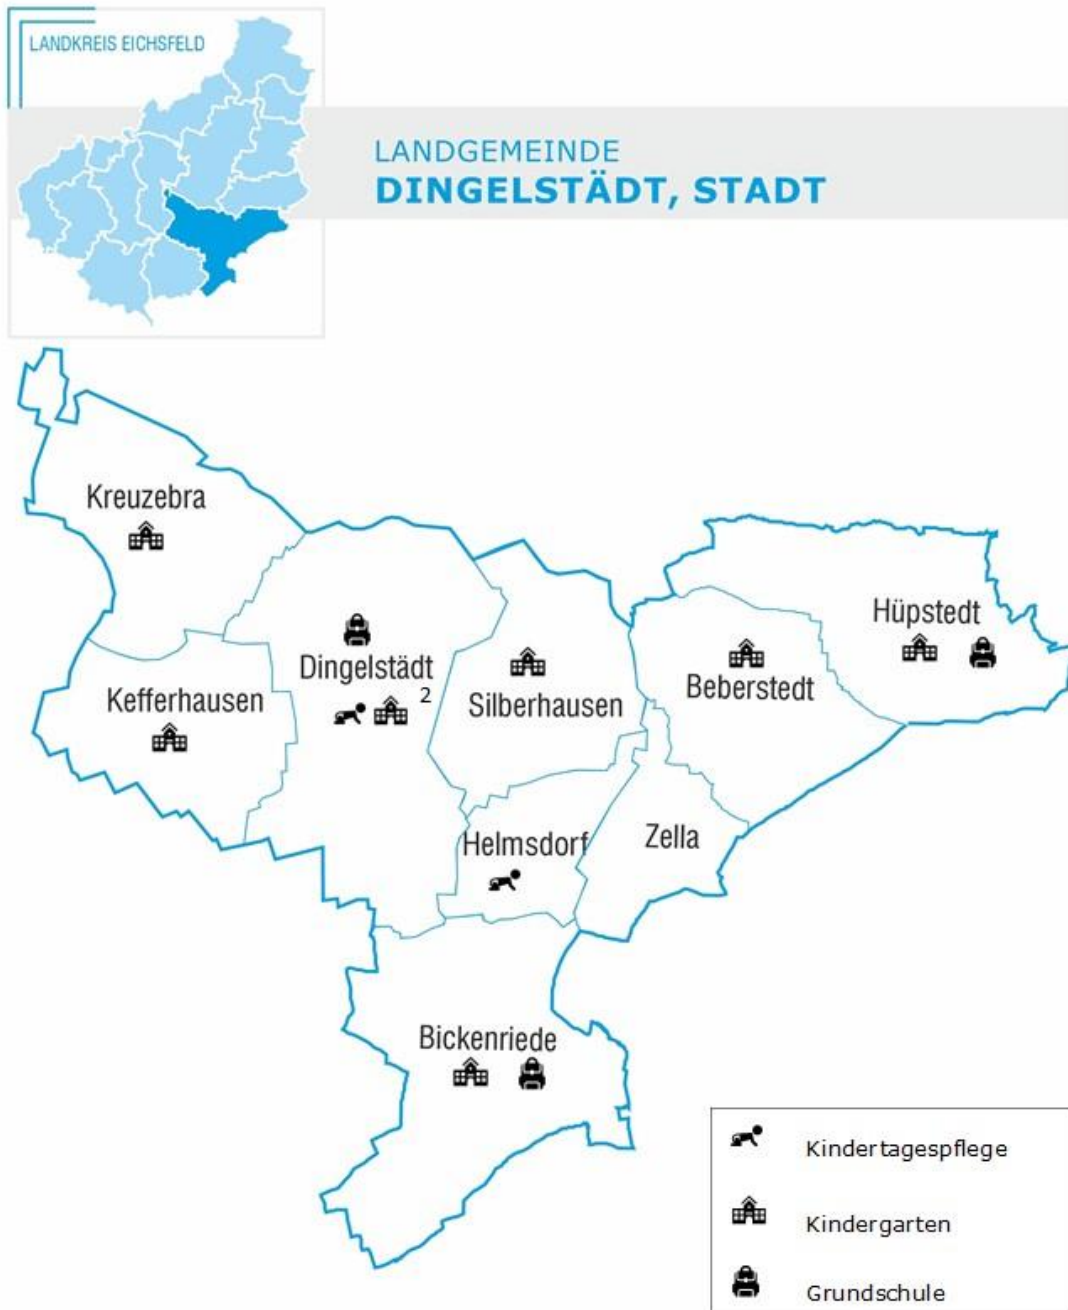 LANDKREIS EICHSFELD
LANDGEMEINDE
DINGELSTÄDT, STADT
Kreuzebra
Hüpstedt
Dingelstädt
2
Kefferhausen
Silberhausen
Beberstedt
Helmsdorf
Zella
Bickenriede
Kindertagespflege
Kindergarten
Grundschule